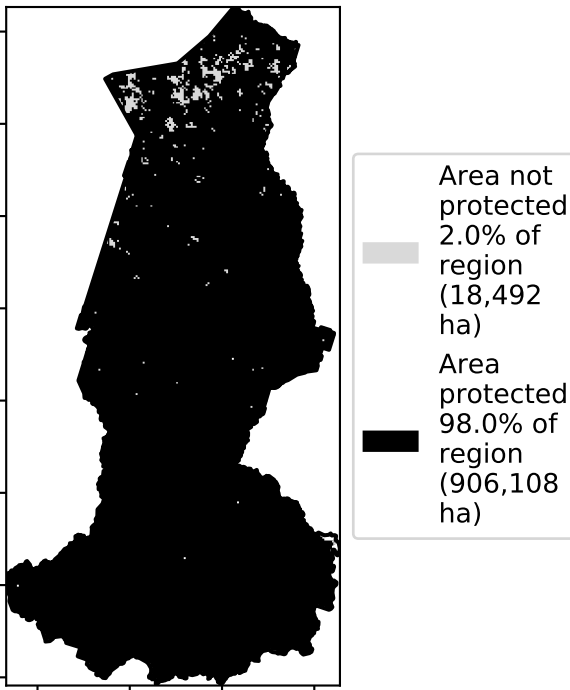 Area not
protected
2.0% of
region
(18,492
ha)
Area
protected
98.0% of
region
(906,108
ha)